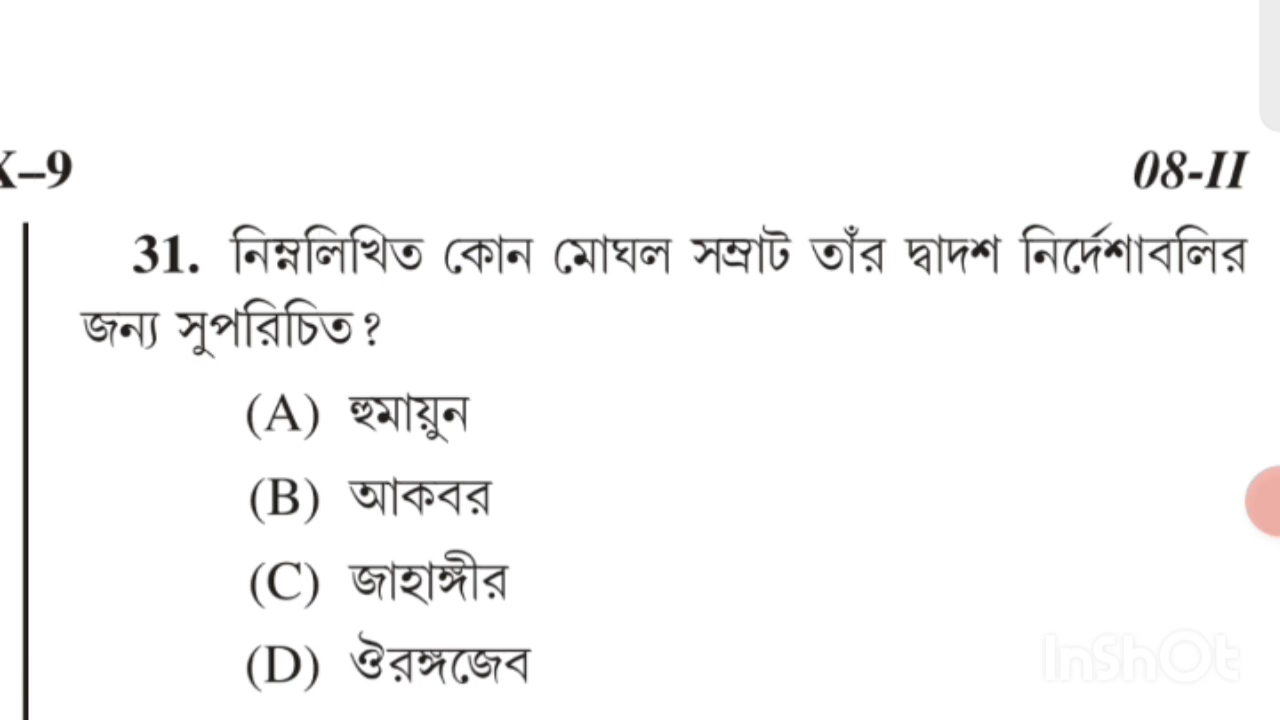 X–9
08-II
31. নিম্নলিখিত কোন মোঘল সম্রাট তাঁর দ্বাদশ নির্দেশাবলির
জন্য সুপরিচিত?
(A) হুমায়ুন
(B) আকবর
(C) জাহাঙ্গীর
(D) ঔরঙ্গজেব
InShOt